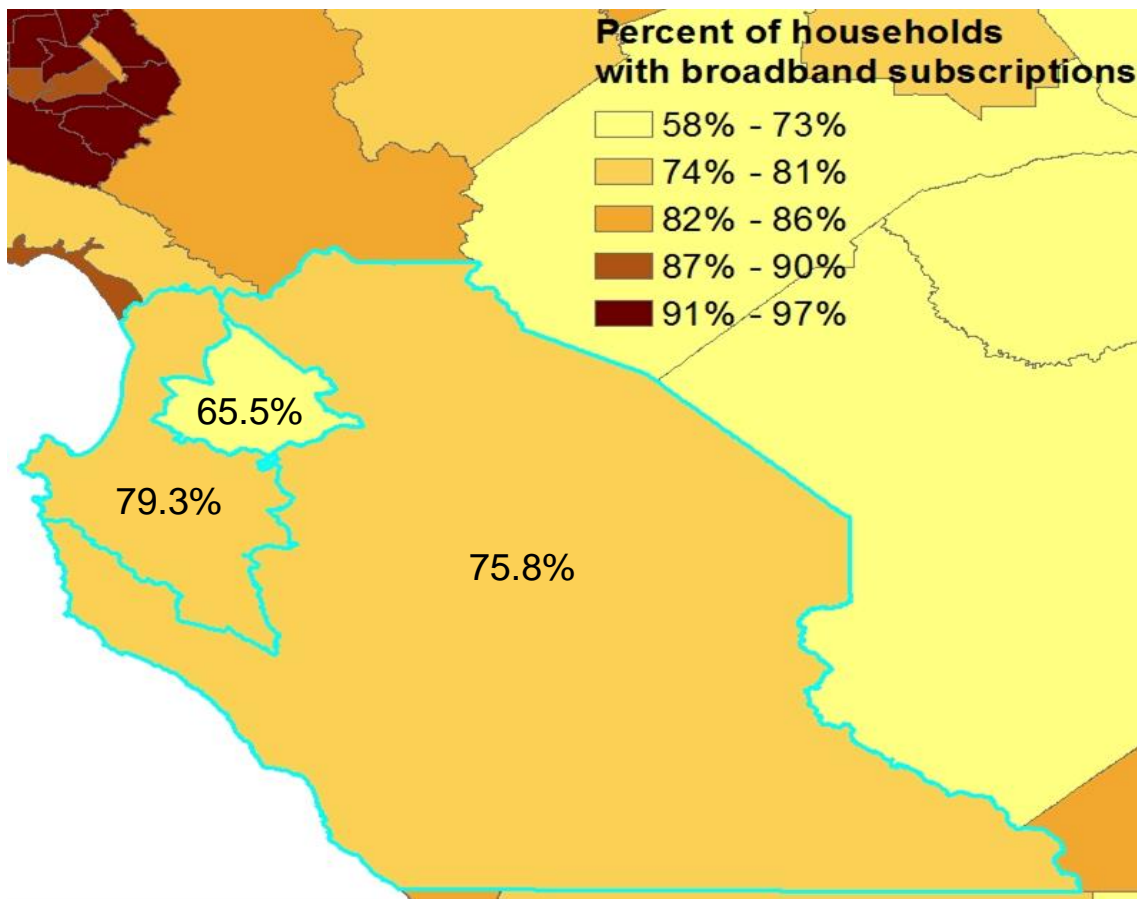 Percent of households
with broadband subscriptions
58% - 73%
74% - 81%
82% - 86%
87% - 90%
91% - 97%
65.5%
79.3%
75.8%